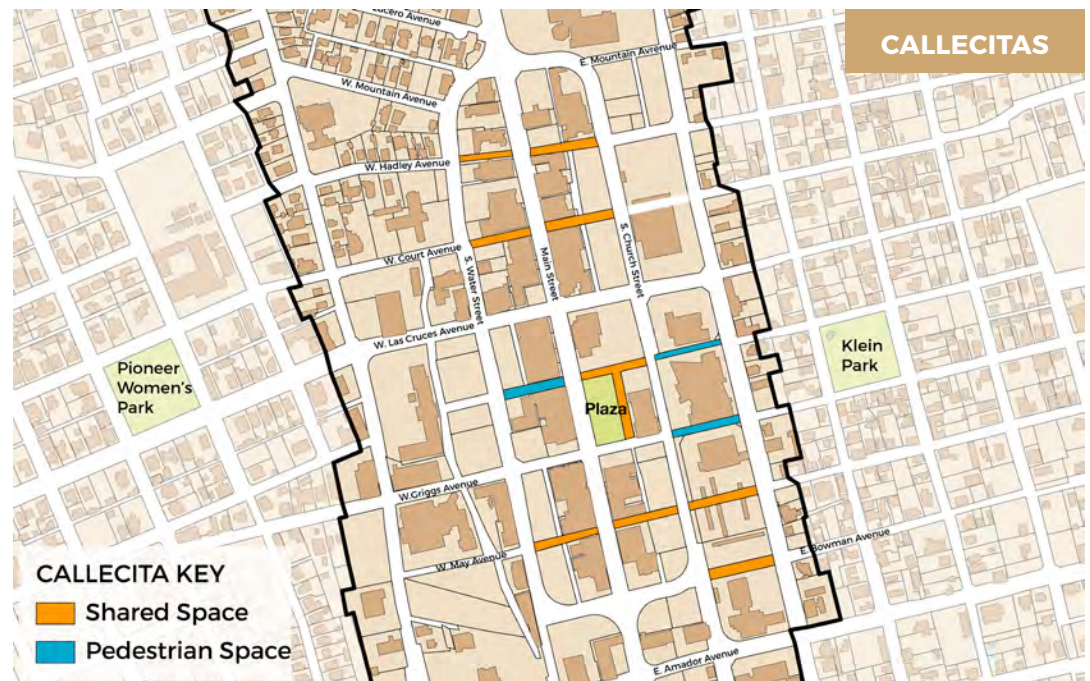 CALLECITAS
Lucero Avenue
E. Mountain Avrenue
W. Mountain Avenue
W. Hadley Avenue
S. Church Street
W. Court Avenue
Main Street
S. Water Street
W. Las Cruces Avenue
Klein
Park
Pioneer
Women's
Park
Plaza
W.Griggs Avenue
E. Bowman Avenue
W. May Avenue
CALLECITA KEY
Shared Space
Pedestrian Space
E. Amador Avenue